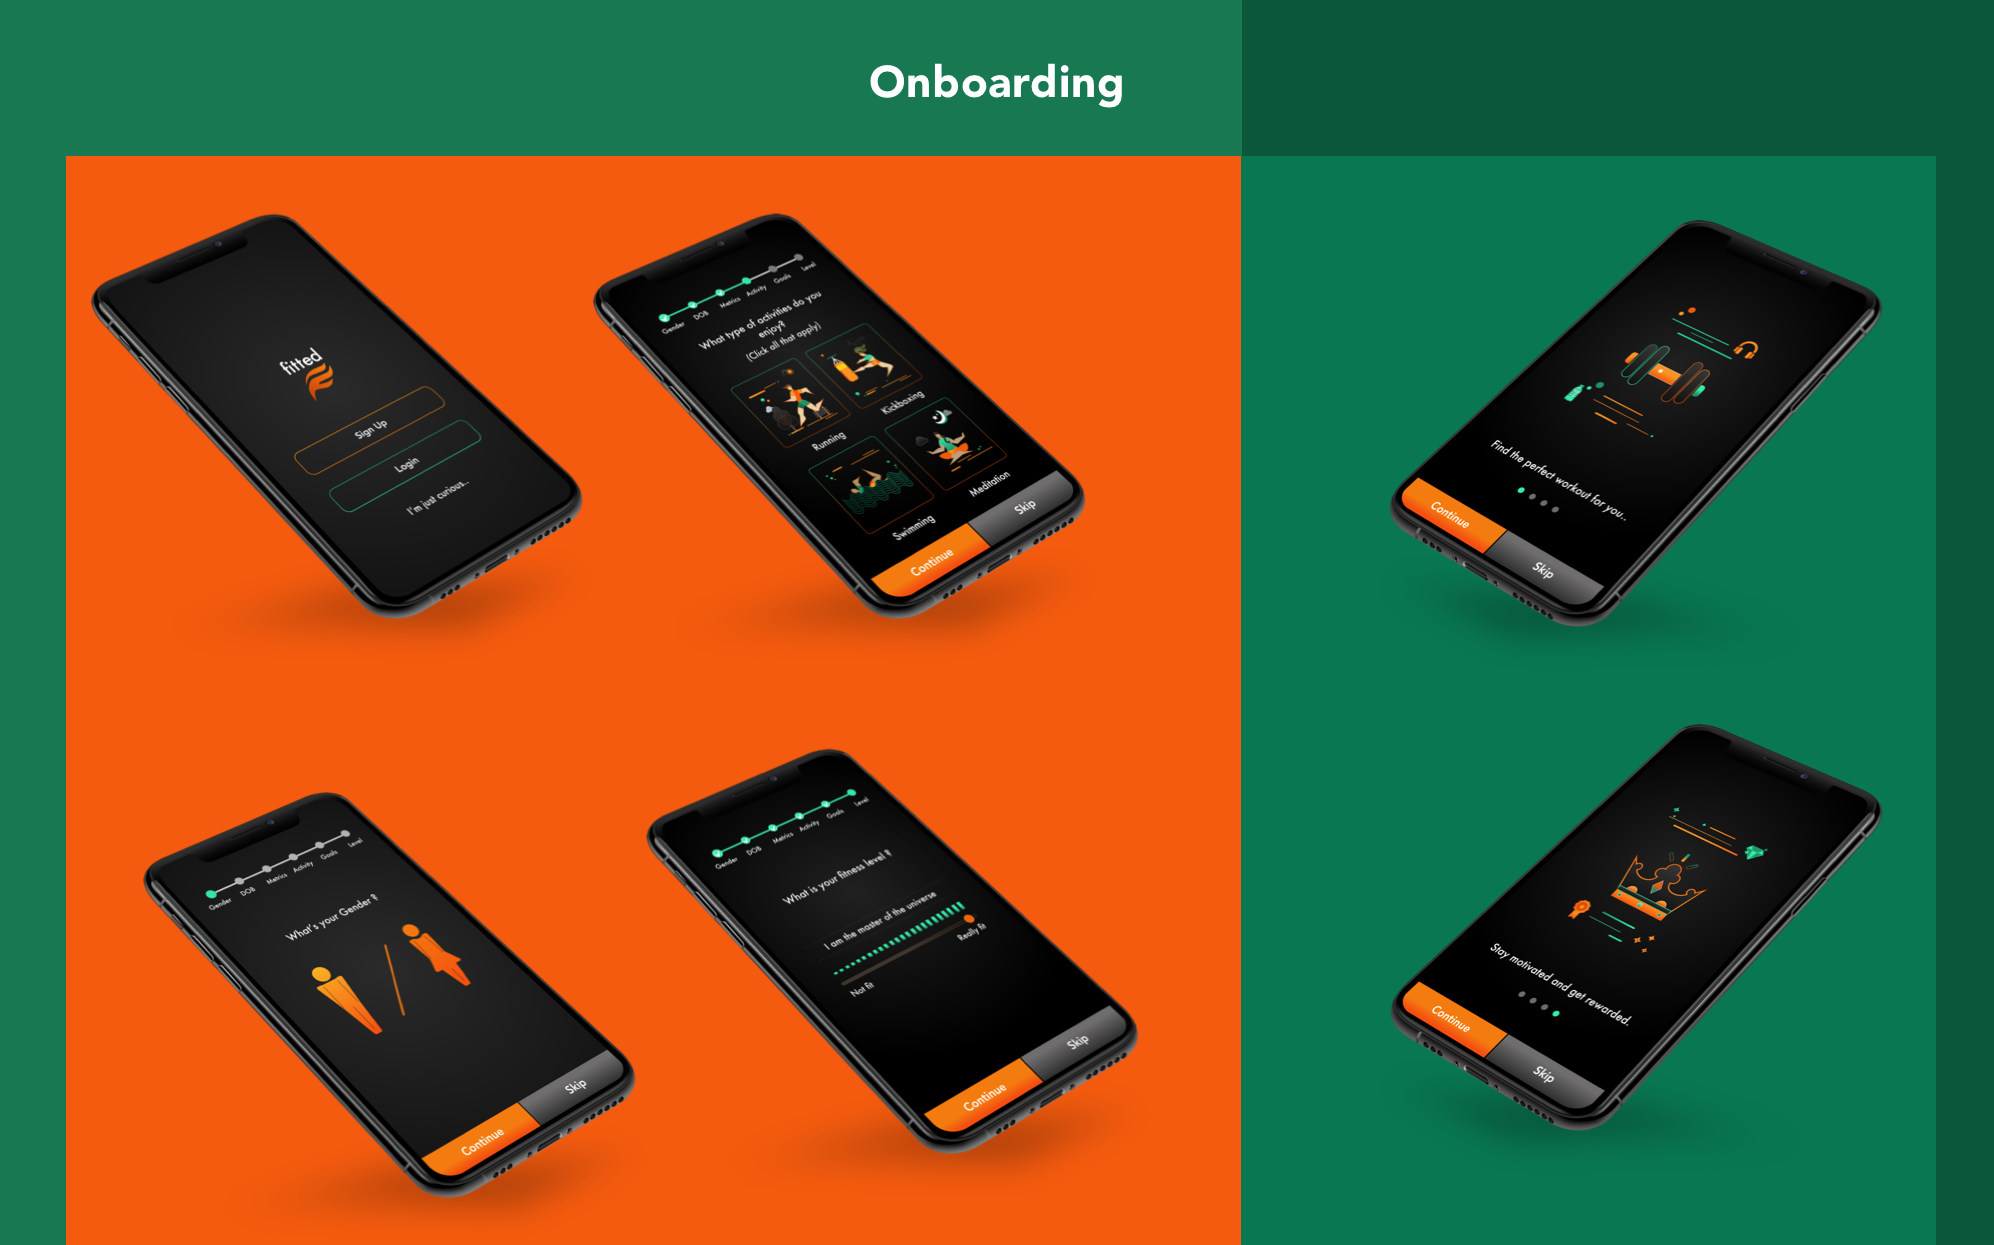 Onboarding
fitted
Sign Up
Login
I'm just curious..
Gender DOB Metrics Activity Goals Level
What type of activities do you
enjoy?
(Click all that apply)
Running
Kickboxing
Swimming
Meditation
Continue
Skip
Find the perfect workout for you..
Continue
Skip
Gender DOB Metrics Activity Goals Level
What's your Gender ?
Continue
Skip
Gender DOB Metrics Activity Goals Level
What is your fitness level ?
I am the master of the universe
Not fit
Really fit
Continue
Skip
Stay motivated and get rewarded.
Continue
Skip